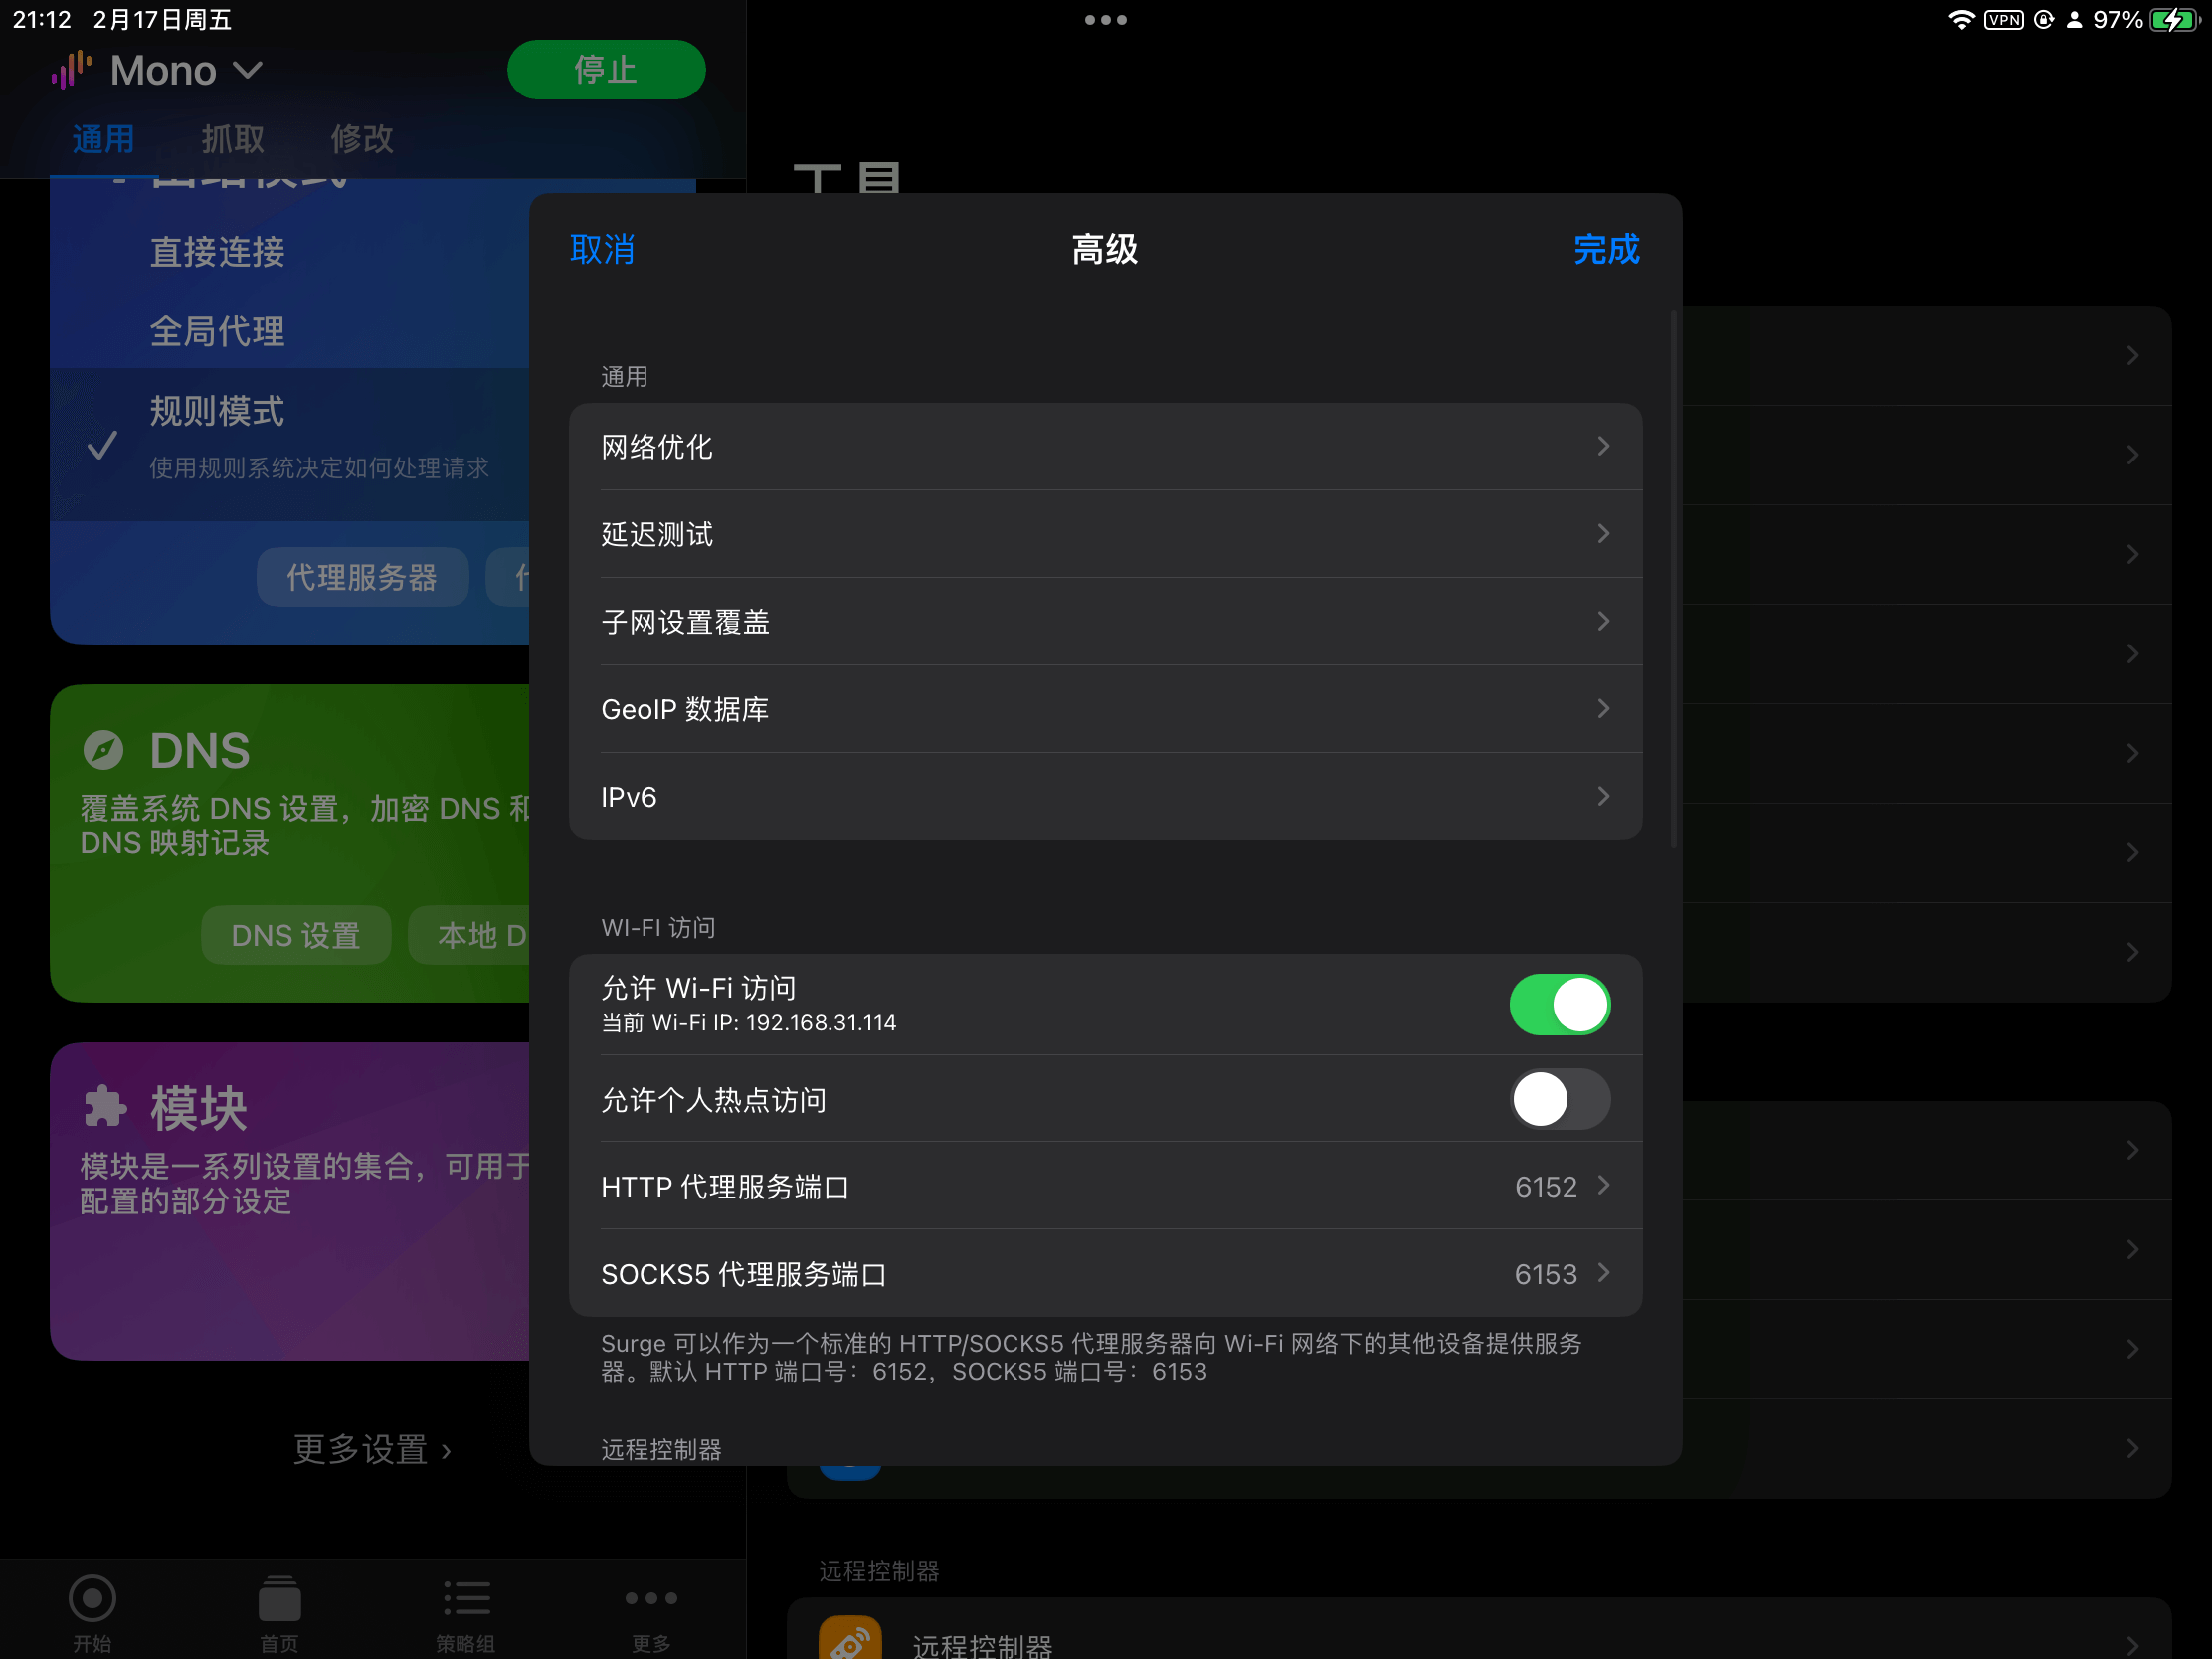 21:12 2月17日周五
VPN 97%
Mono
停止
通用 抓取 修改
直接连接
全局代理
规则模式
使用规则系统决定如何处理请求
代理服务器
DNS
覆盖系统 DNS 设置，加密 DNS 和
DNS 映射记录
DNS 设置 本地 D
模块
模块是一系列设置的集合，可用于
配置的部分设定
更多设置 ›
开始 首页 策略组 更多
工具
取消 高级 完成
通用
网络优化
延迟测试
子网设置覆盖
GeoIP 数据库
IPv6
WI-FI 访问
允许 Wi-Fi 访问
当前 Wi-Fi IP: 192.168.31.114
允许个人热点访问
HTTP 代理服务端口 6152
SOCKS5 代理服务端口 6153
Surge 可以作为一个标准的 HTTP/SOCKS5 代理服务器向 Wi-Fi 网络下的其他设备提供服务
器。默认 HTTP 端口号：6152，SOCKS5 端口号：6153
远程控制器
远程控制器
远程控制器